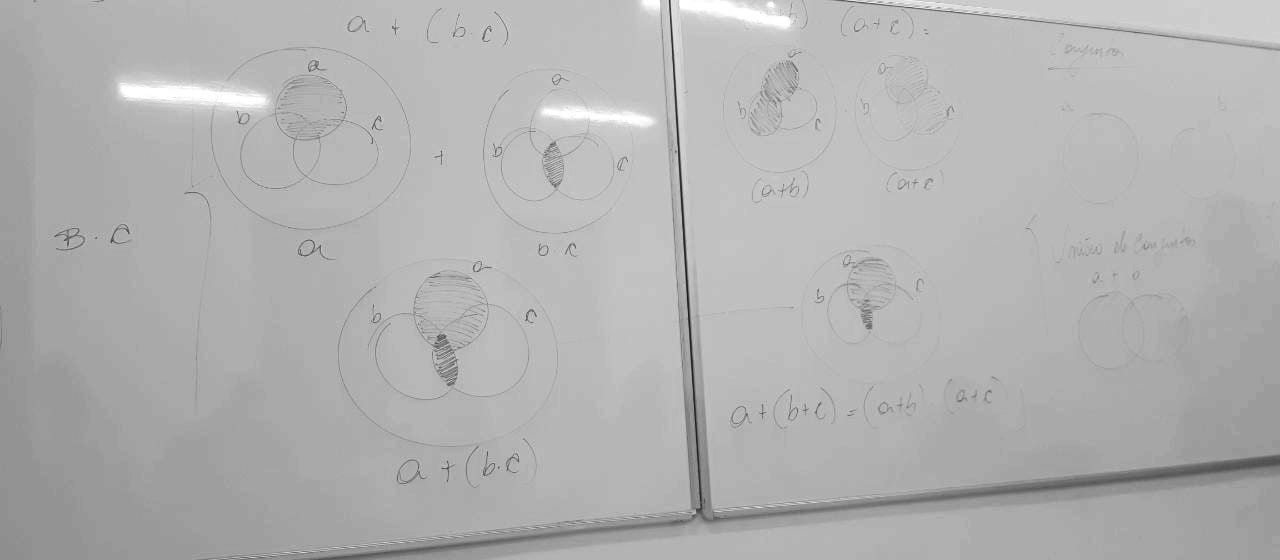 a + (b·c)
a
b
c
+
a
b
c
a
b·c
B·C
a
b
c
a + (b·c)
b)
(a+c) =
a
b
c
·
a
b
c
(a+b)
(a+c)
a
b
c
a+(b+c) = (a+b) (a+c)
Conjuntos
a
b
União de Conjuntos
a + b